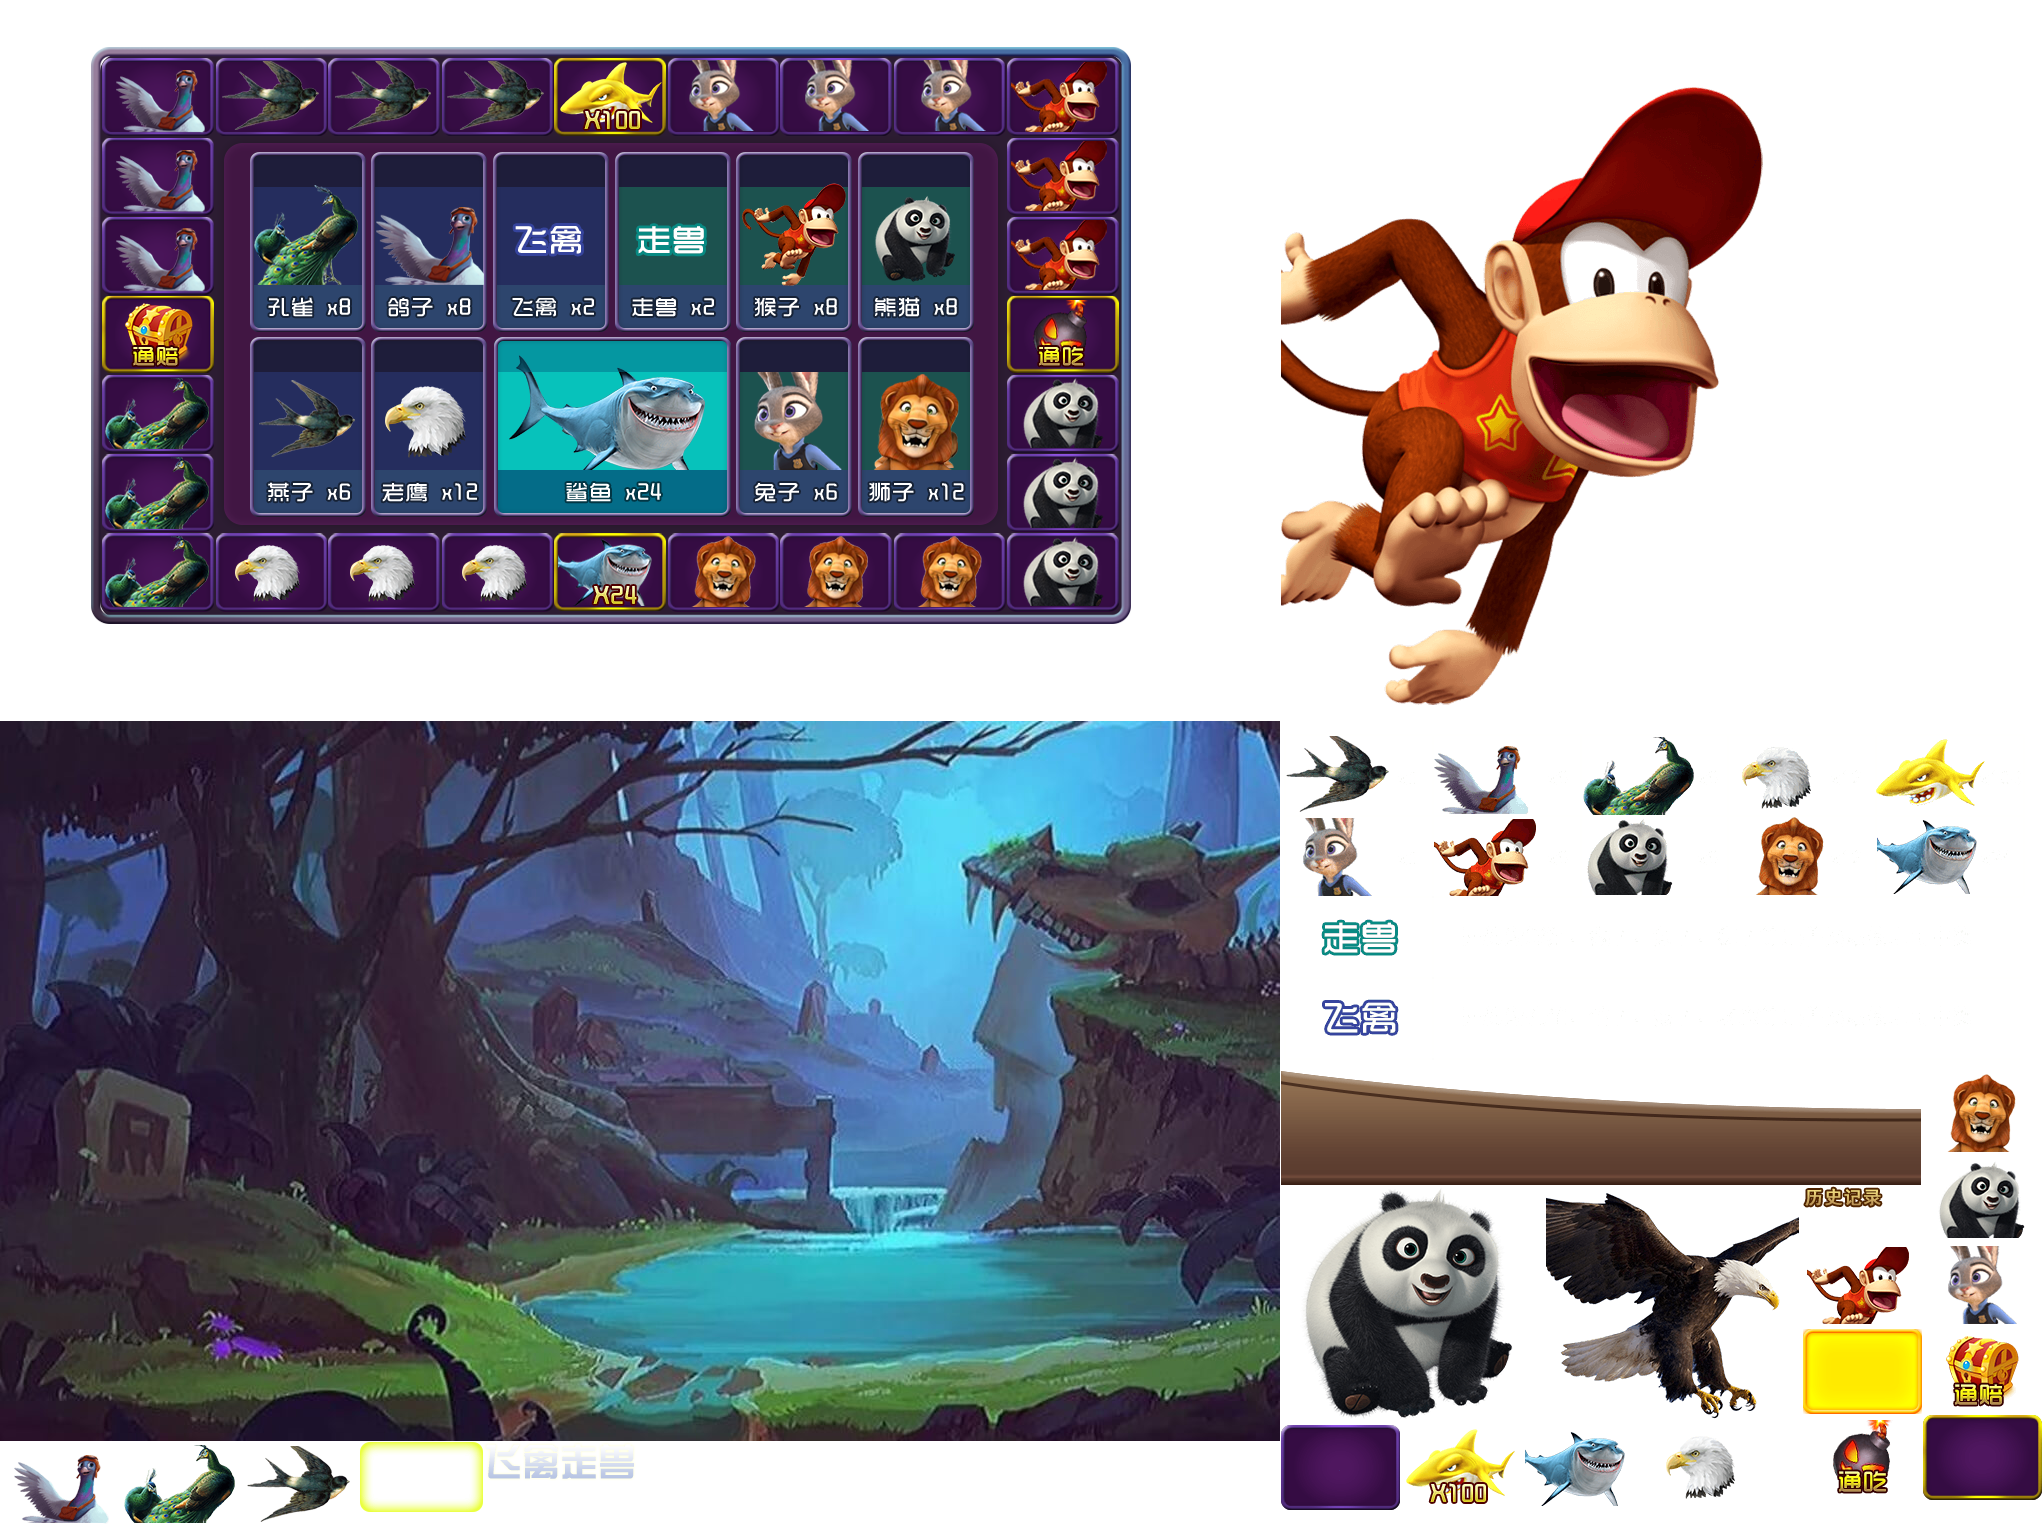 X100
飞禽
走兽
孔雀 x8
鸽子 x8
飞禽 x2
走兽 x2
猴子 x8
熊猫 x8
通赔
通吃
燕子 x6
老鹰 x12
鲨鱼 x24
兔子 x6
狮子 x12
X24
走兽
飞禽
历史记录
通赔
飞禽走兽
X100
通吃